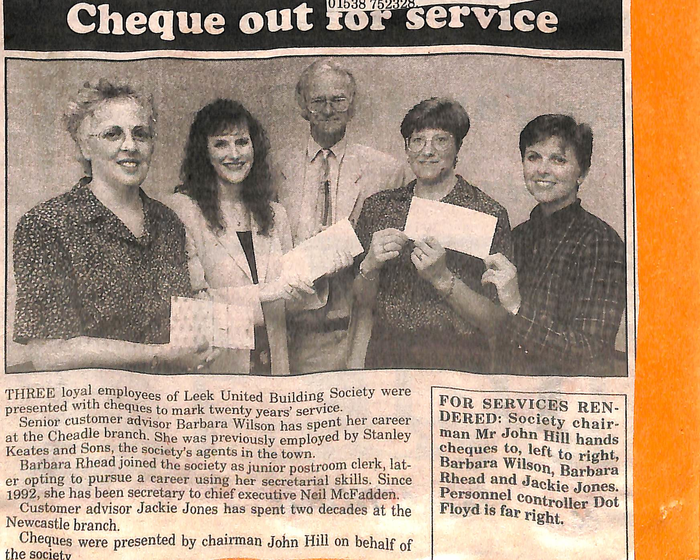 01538 752328.
Cheque out for service
THREE loyal employees of Leek United Building Society were
presented with cheques to mark twenty years' service.
Senior customer advisor Barbara Wilson has spent her career
at the Cheadle branch. She was previously employed by Stanley
Keates and Sons, the society's agents in the town.
Barbara Rhead joined the society as junior postroom clerk, lat-
er opting to pursue a career using her secretarial skills. Since
1992, she has been secretary to chief executive Neil McFadden.
Customer advisor Jackie Jones has spent two decades at the
Newcastle branch.
Cheques were presented by chairman John Hill on behalf of
the society
FOR SERVICES REN-
DERED: Society chair-
man Mr John Hill hands
cheques to, left to right,
Barbara Wilson, Barbara
Rhead and Jackie Jones.
Personnel controller Dot
Floyd is far right.